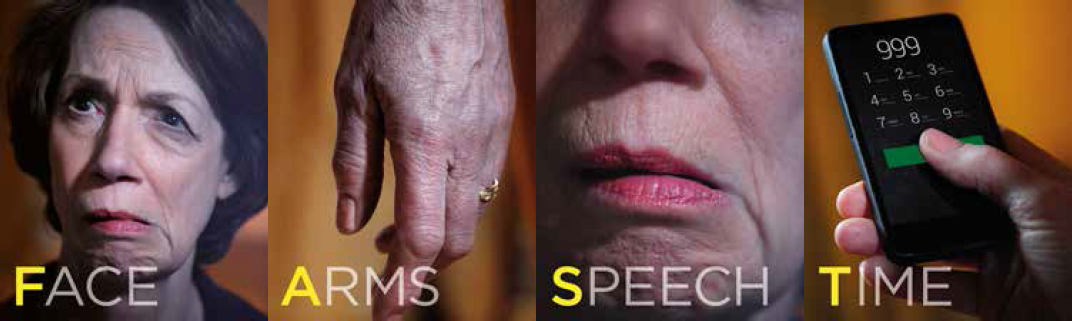 FACE
ARMS
SPEECH
TIME
999
1 2 3
4 5 6
7 8 9